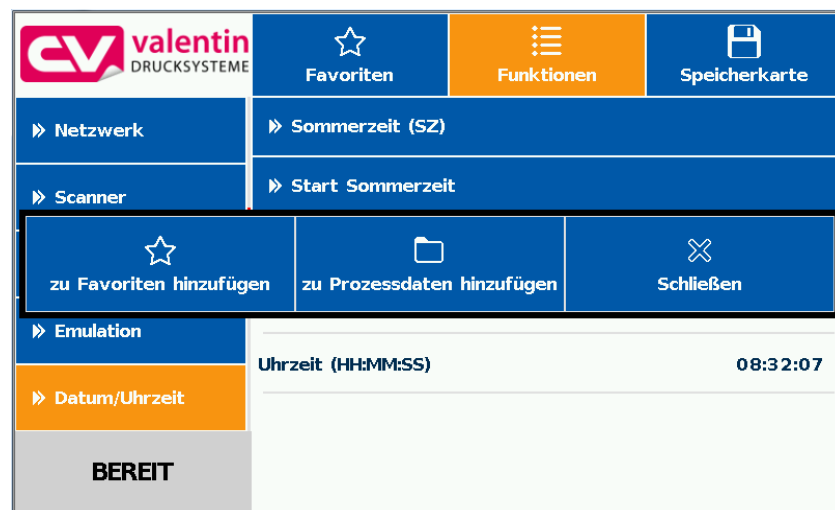 CV valentin
DRUCKSYSTEME
Favoriten
Funktionen
Speicherkarte
Netzwerk
Sommerzeit (SZ)
Scanner
Start Sommerzeit
zu Favoriten hinzufügen
zu Prozessdaten hinzufügen
Schließen
Emulation
Uhrzeit (HH:MM:SS)
08:32:07
Datum/Uhrzeit
BEREIT